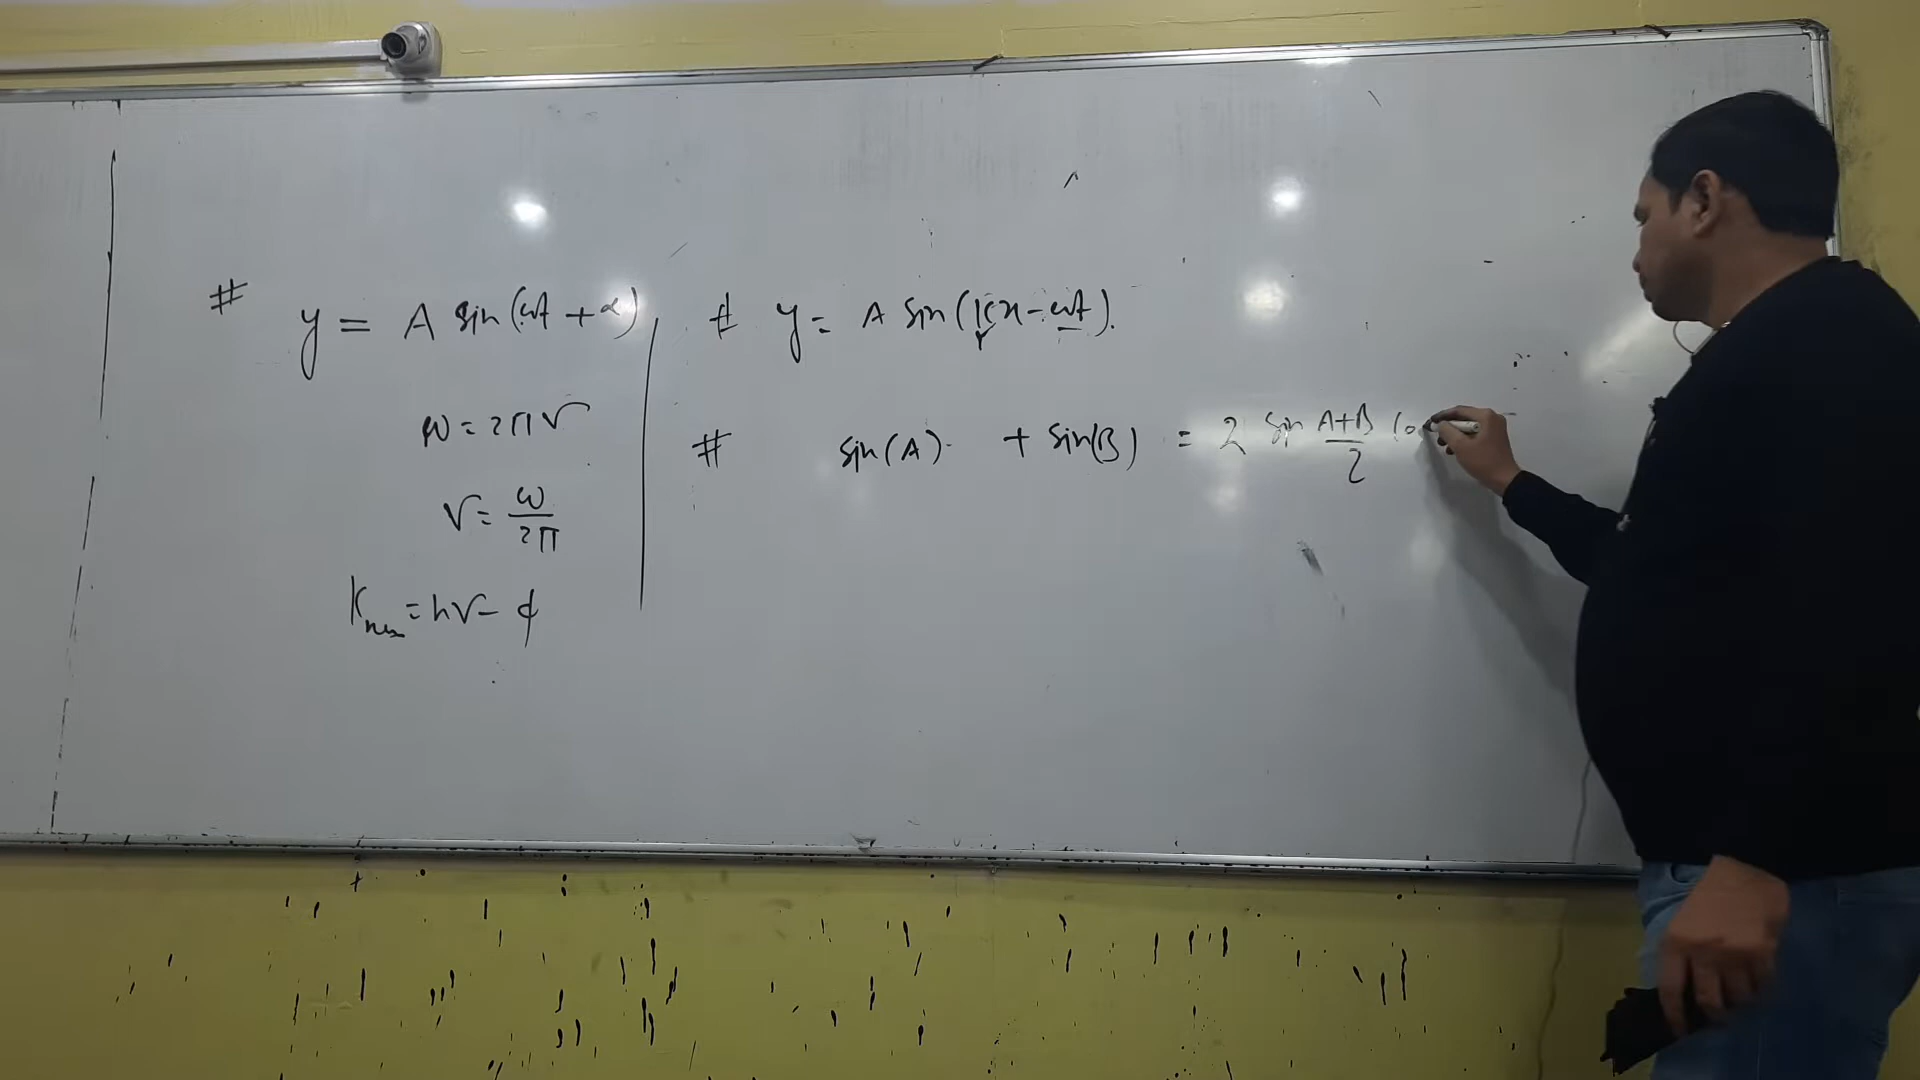 # y = A sin(ωt + α)
ω = 2πν
ν = ω/2π
Kmax = hν - ϕ
# y = A sin(kx - ωt).
# sin(A) + sin(B) = 2 sin A+B/2 Co